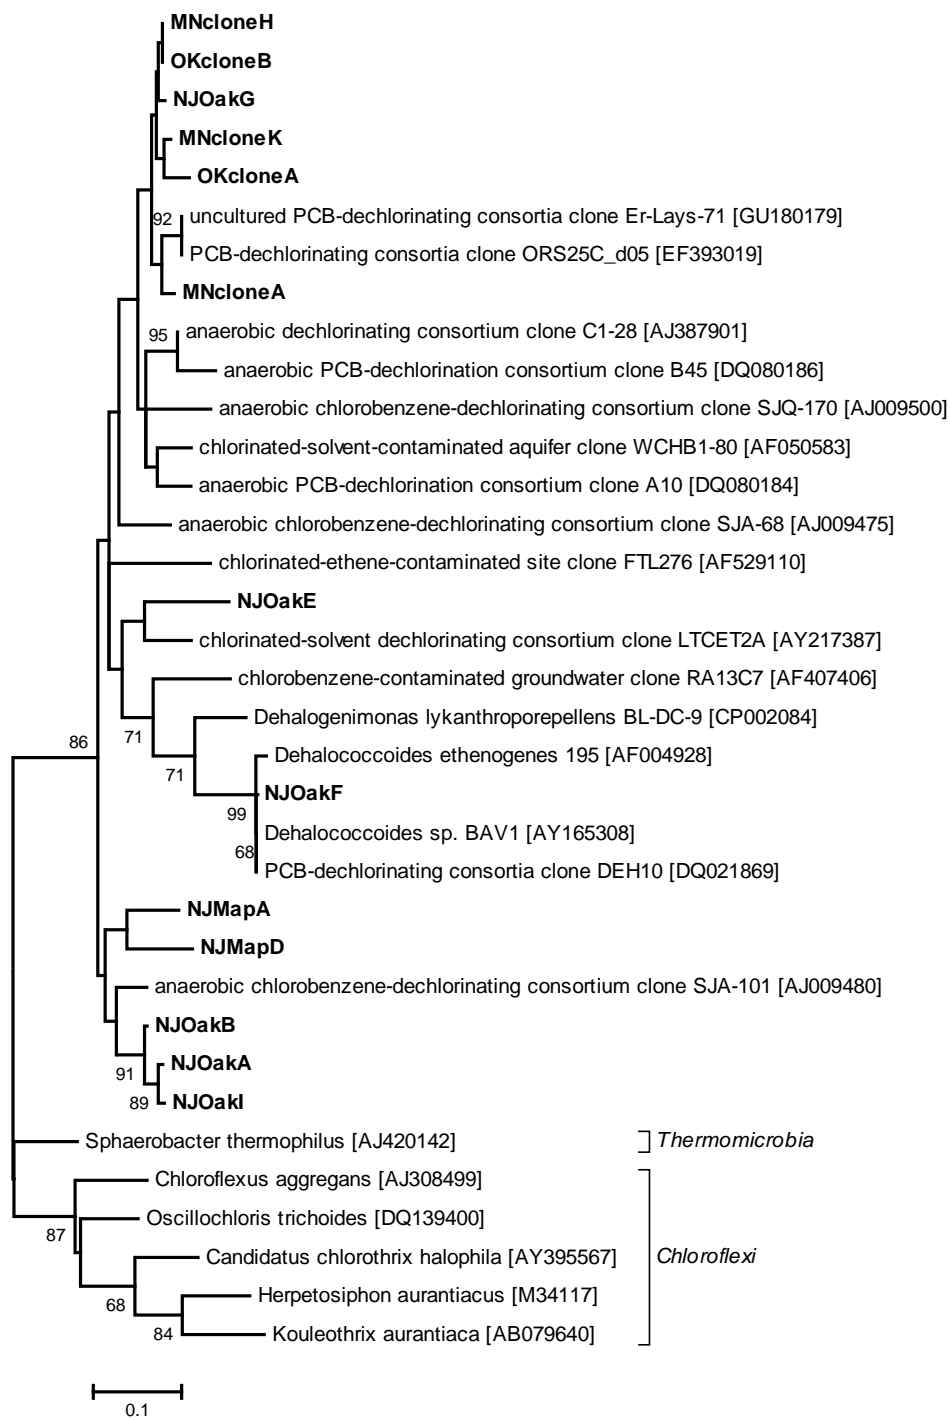 MNcloneH
OKcloneB
NJOakG
MNcloneK
OKcloneA
92
uncultured PCB-dechlorinating consortia clone Er-Lays-71 [GU180179]
PCB-dechlorinating consortia clone ORS25C_d05 [EF393019]
MNcloneA
95
anaerobic dechlorinating consortium clone C1-28 [AJ387901]
anaerobic PCB-dechlorination consortium clone B45 [DQ080186]
anaerobic chlorobenzene-dechlorinating consortium clone SJQ-170 [AJ009500]
chlorinated-solvent-contaminated aquifer clone WCHB1-80 [AF050583]
anaerobic PCB-dechlorination consortium clone A10 [DQ080184]
anaerobic chlorobenzene-dechlorinating consortium clone SJA-68 [AJ009475]
chlorinated-ethene-contaminated site clone FTL276 [AF529110]
NJOakE
chlorinated-solvent dechlorinating consortium clone LTCET2A [AY217387]
chlorobenzene-contaminated groundwater clone RA13C7 [AF407406]
Dehalogenimonas lykanthroporepellens BL-DC-9 [CP002084]
71
86
Dehalococcoides ethenogenes 195 [AF004928]
71
NJOakF
99
Dehalococcoides sp. BAV1 [AY165308]
68
PCB-dechlorinating consortia clone DEH10 [DQ021869]
NJMapA
NJMapD
anaerobic chlorobenzene-dechlorinating consortium clone SJA-101 [AJ009480]
NJOakB
NJOakA
91
89
NJOakI
Sphaerobacter thermophilus [AJ420142]
Thermomicrobia
Chloroflexus aggregans [AJ308499]
Oscillochloris trichoides [DQ139400]
87
Candidatus chlorothrix halophila [AY395567]
Chloroflexi
Herpetosiphon aurantiacus [M34117]
68
Kouleothrix aurantiaca [AB079640]
84
0.1